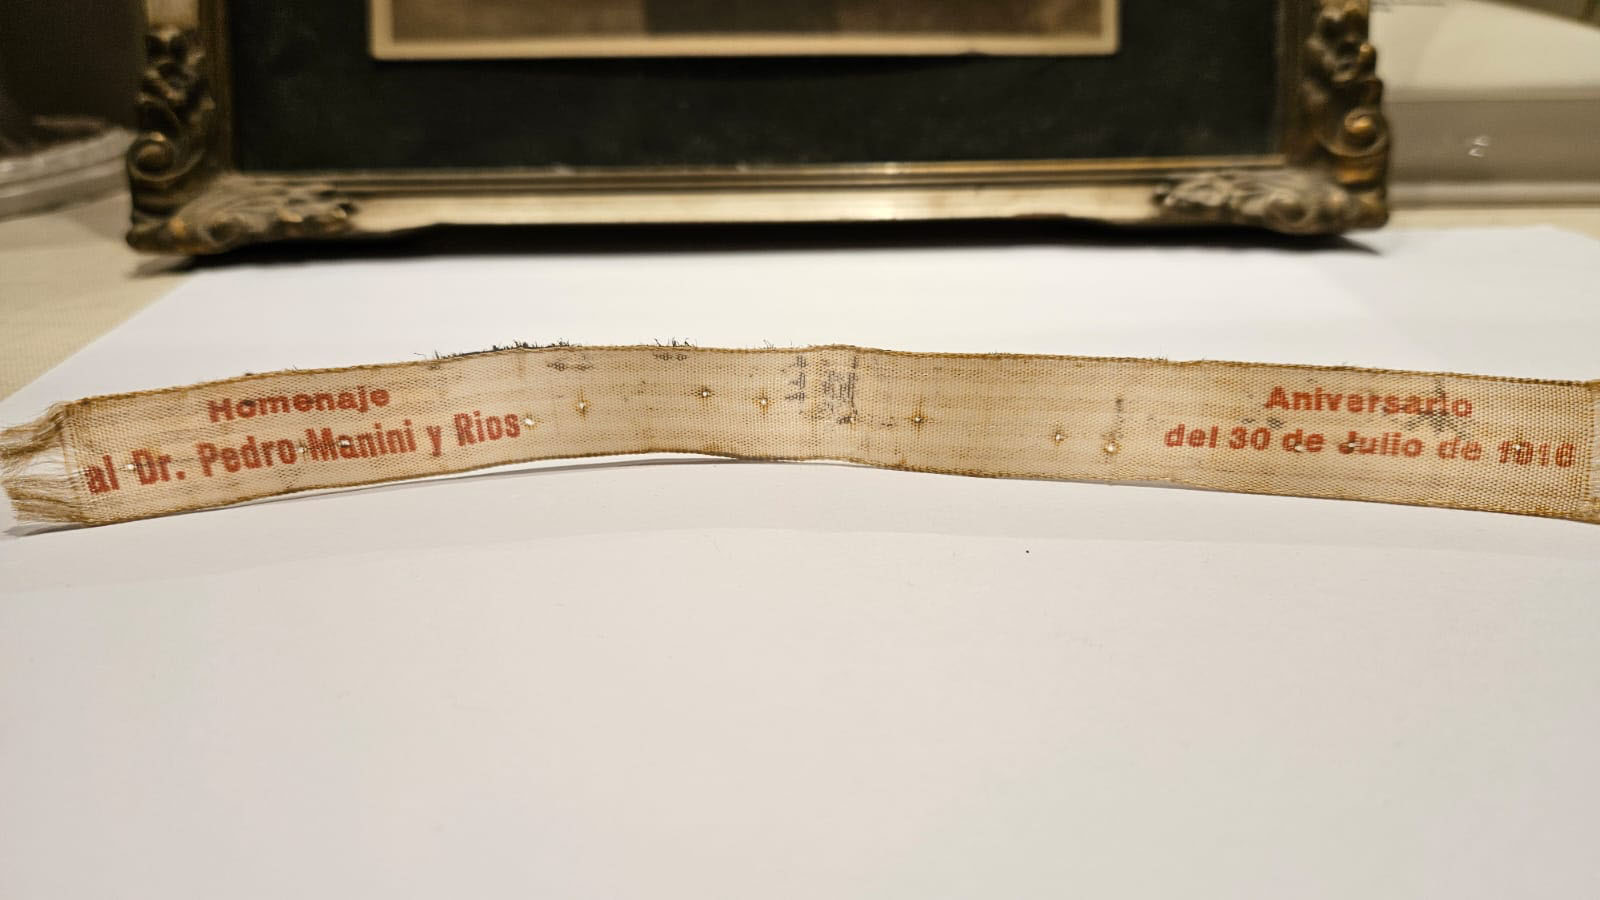 Homenaje
al Dr. Pedro Manini y Rios
Aniversario
del 30 de Julio de 1916